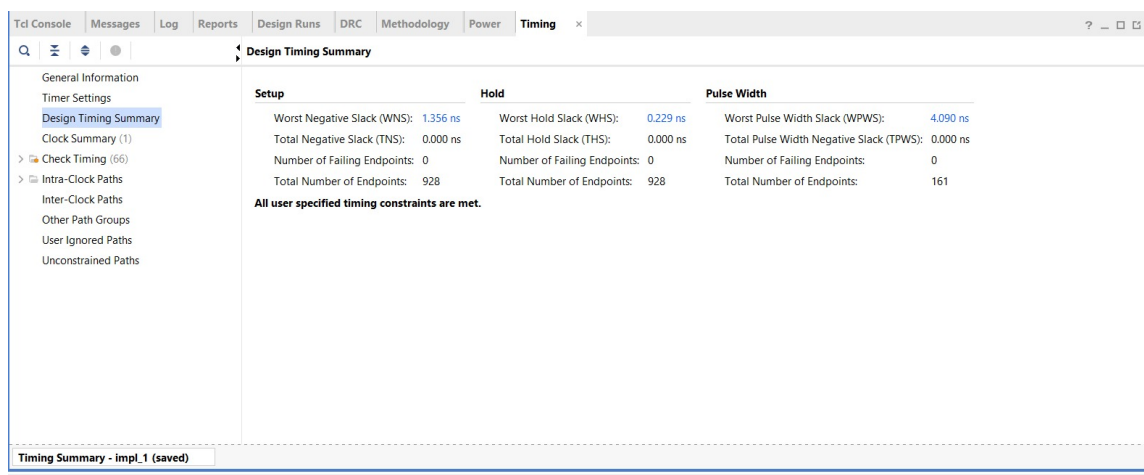 Tcl Console Messages Log Reports Design Runs DRC Methodology Power Timing × ? _
Design Timing Summary
General Information
Timer Settings
Design Timing Summary
Clock Summary (1)
> Check Timing (66)
> Intra-Clock Paths
Inter-Clock Paths
Other Path Groups
User Ignored Paths
Unconstrained Paths
Setup Hold Pulse Width
Worst Negative Slack (WNS): 1.356 ns Worst Hold Slack (WHS): 0.229 ns Worst Pulse Width Slack (WPWS): 4.090 ns
Total Negative Slack (TNS): 0.000 ns Total Hold Slack (THS): 0.000 ns Total Pulse Width Negative Slack (TPWS): 0.000 ns
Number of Failing Endpoints: 0 Number of Failing Endpoints: 0 Number of Failing Endpoints: 0
Total Number of Endpoints: 928 Total Number of Endpoints: 928 Total Number of Endpoints: 161
All user specified timing constraints are met.
Timing Summary - impl_1 (saved)